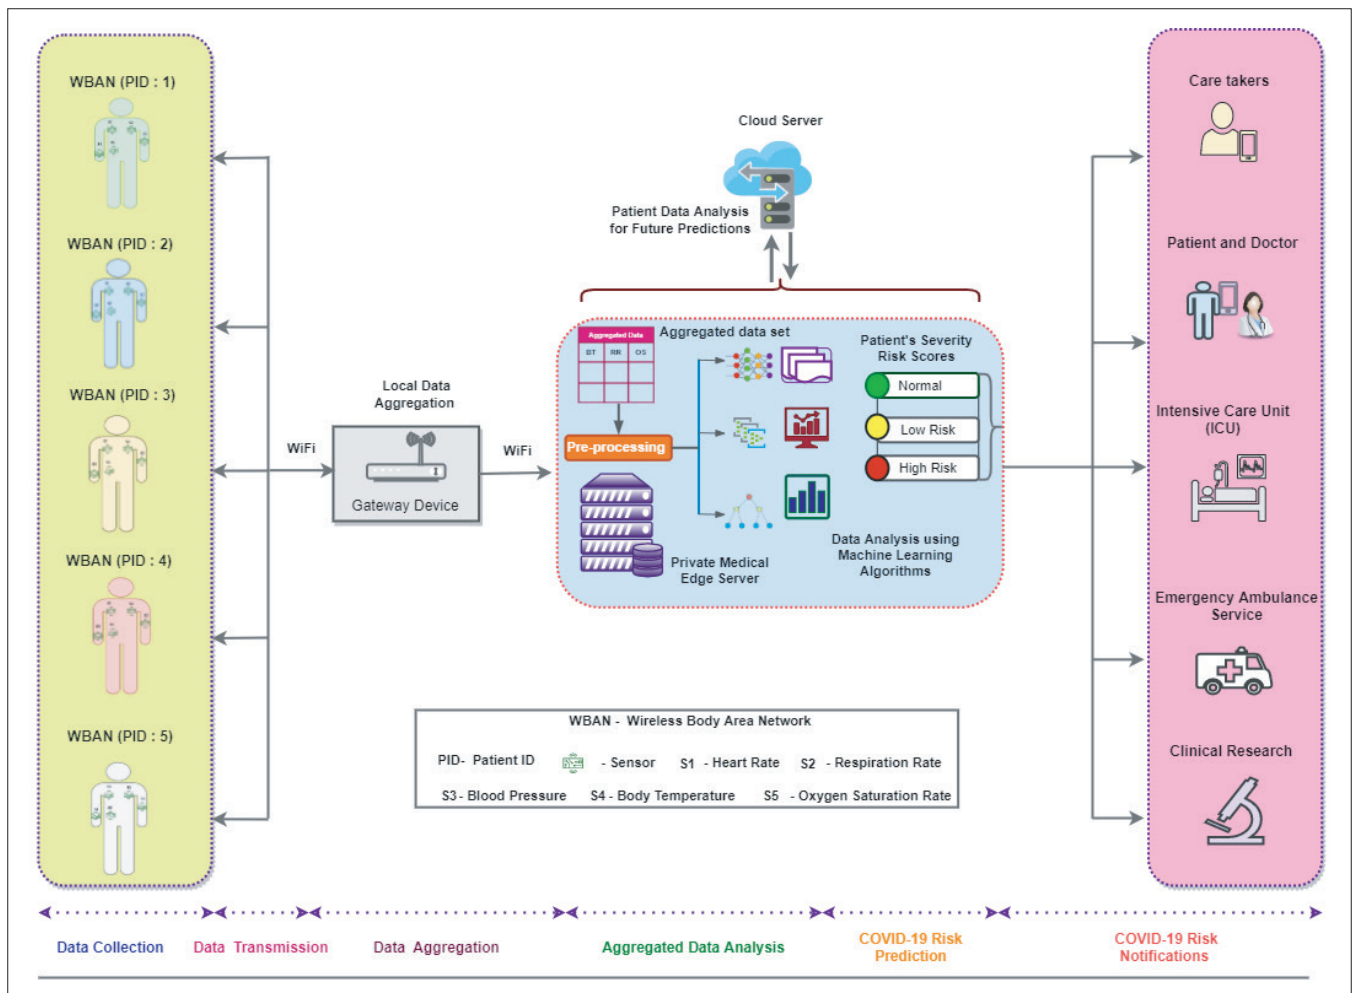 WBAN (PID : 1)
WBAN (PID : 2)
WBAN (PID : 3)
WBAN (PID : 4)
WBAN (PID : 5)
WiFi
Local Data
Aggregation
Gateway Device
WiFi
Cloud Server
Patient Data Analysis
for Future Predictions
Aggregated Data
BT RR OS
Aggregated data set
Pre-processing
Private Medical
Edge Server
Patient's Severity
Risk Scores
Normal
Low Risk
High Risk
Data Analysis using
Machine Learning
Algorithms
Care takers
Patient and Doctor
Intensive Care Unit
(ICU)
Emergency Ambulance
Service
Clinical Research
WBAN - Wireless Body Area Network
PID- Patient ID - Sensor S1 - Heart Rate S2 - Respiration Rate
S3 - Blood Pressure S4 - Body Temperature S5 - Oxygen Saturation Rate
Data Collection
Data Transmission
Data Aggregation
Aggregated Data Analysis
COVID-19 Risk
Prediction
COVID-19 Risk
Notifications